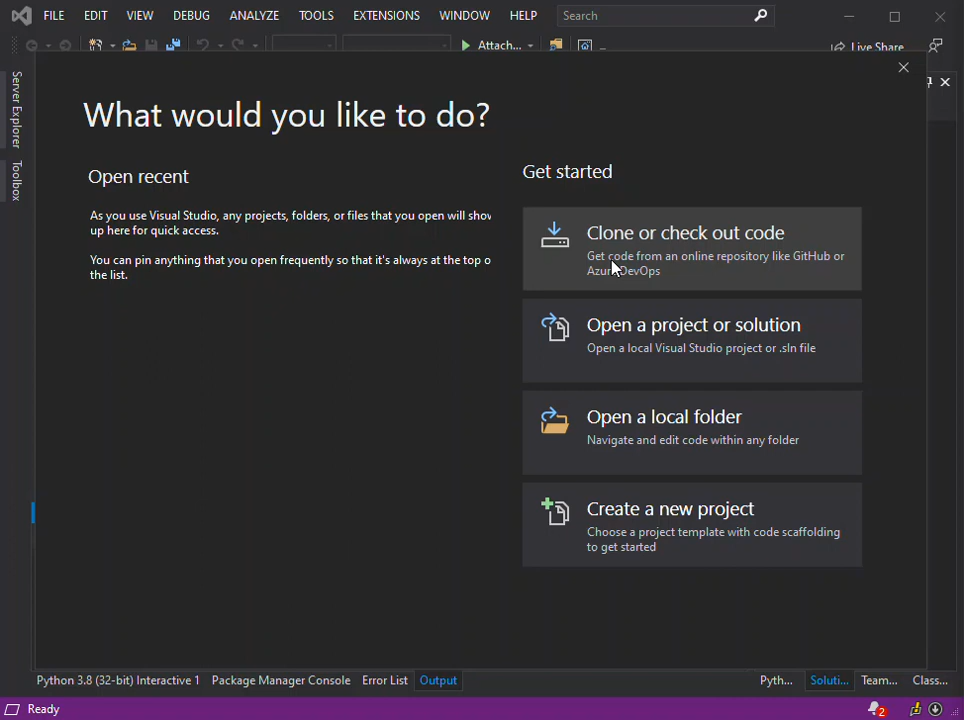 FILE EDIT VIEW DEBUG ANALYZE TOOLS EXTENSIONS WINDOW HELP Search
Attach... Live Share
Server Explorer
Toolbox
What would you like to do?
Open recent
As you use Visual Studio, any projects, folders, or files that you open will show
up here for quick access.
You can pin anything that you open frequently so that it's always at the top o
the list.
Get started
Clone or check out code
Get code from an online repository like GitHub or
Azure DevOps
Open a project or solution
Open a local Visual Studio project or .sln file
Open a local folder
Navigate and edit code within any folder
Create a new project
Choose a project template with code scaffolding
to get started
Python 3.8 (32-bit) Interactive 1 Package Manager Console Error List Output Pyth... Soluti... Team... Class...
Ready 2